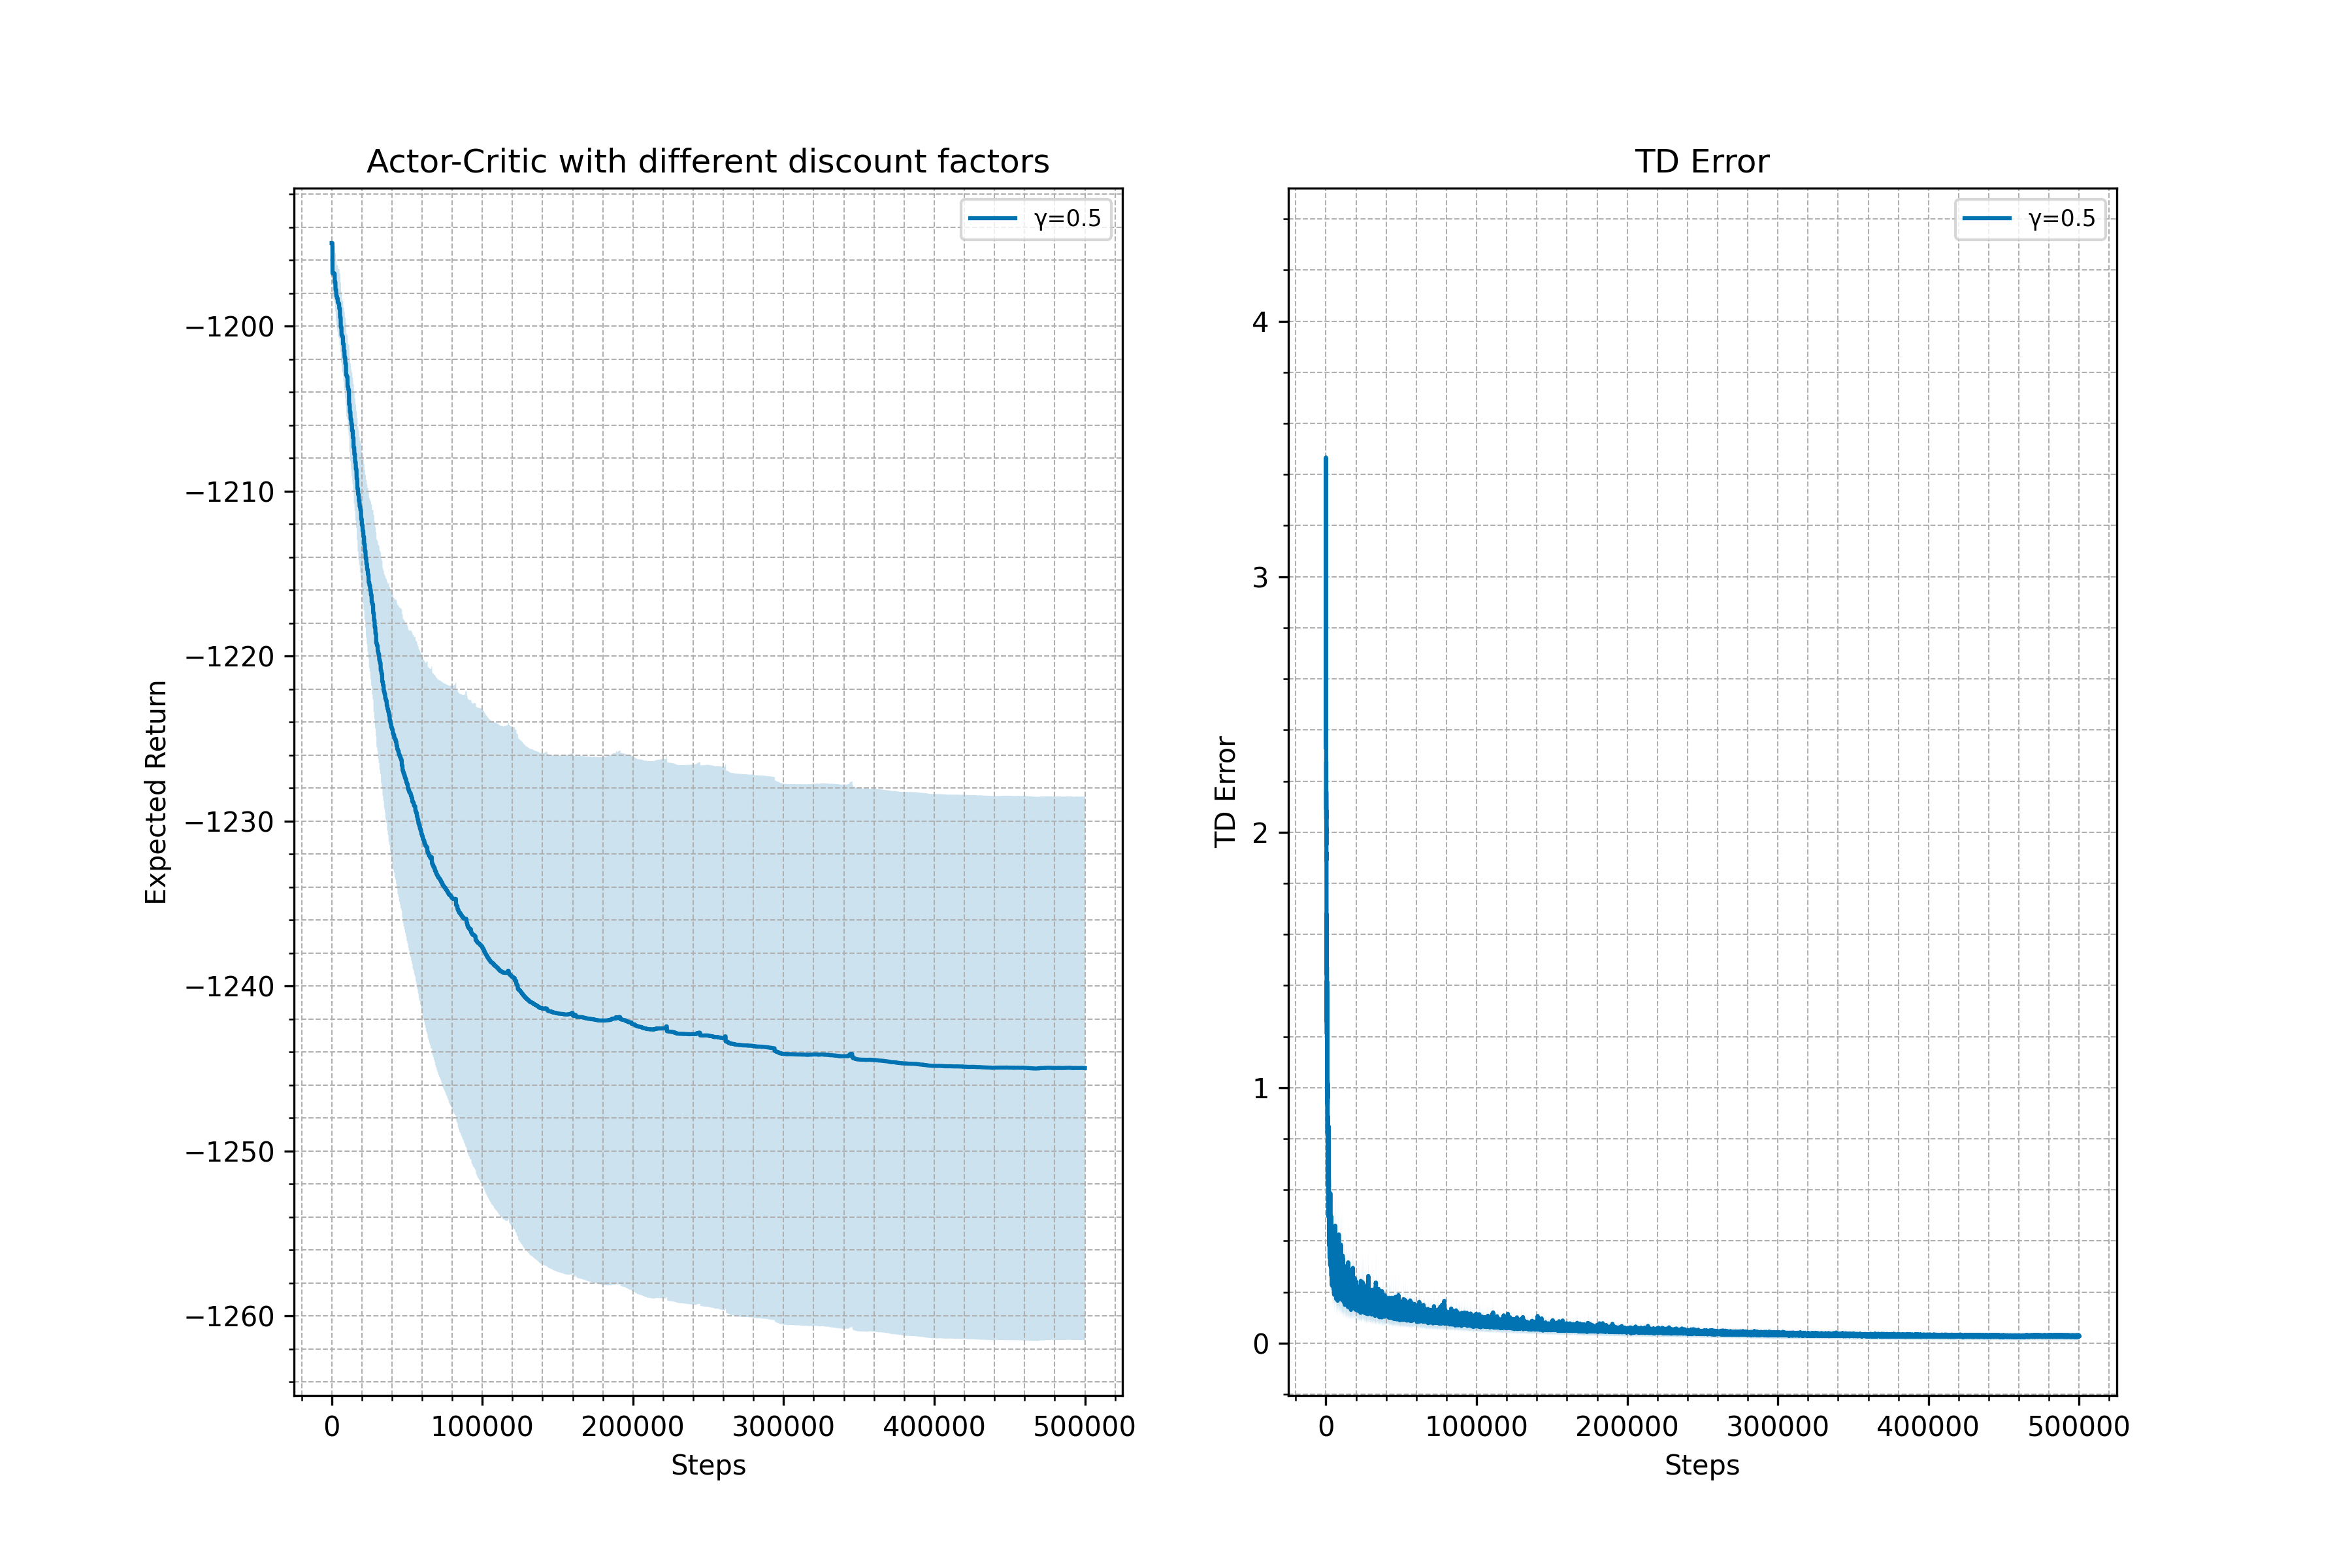 Actor-Critic with different discount factors
γ=0.5
Expected Return
−1200
−1210
−1220
−1230
−1240
−1250
−1260
0 100000 200000 300000 400000 500000
Steps
TD Error
γ=0.5
TD Error
4
3
2
1
0
0 100000 200000 300000 400000 500000
Steps